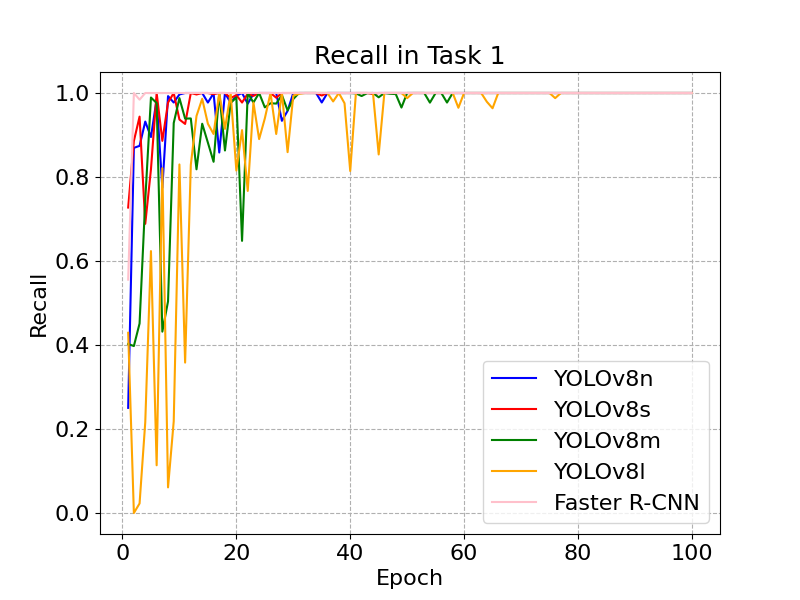 Recall in Task 1
1.0
0.8
0.6
0.4
0.2
0.0
Recall
0 20 40 60 80 100
Epoch
YOLOv8n
YOLOv8s
YOLOv8m
YOLOv8l
Faster R-CNN